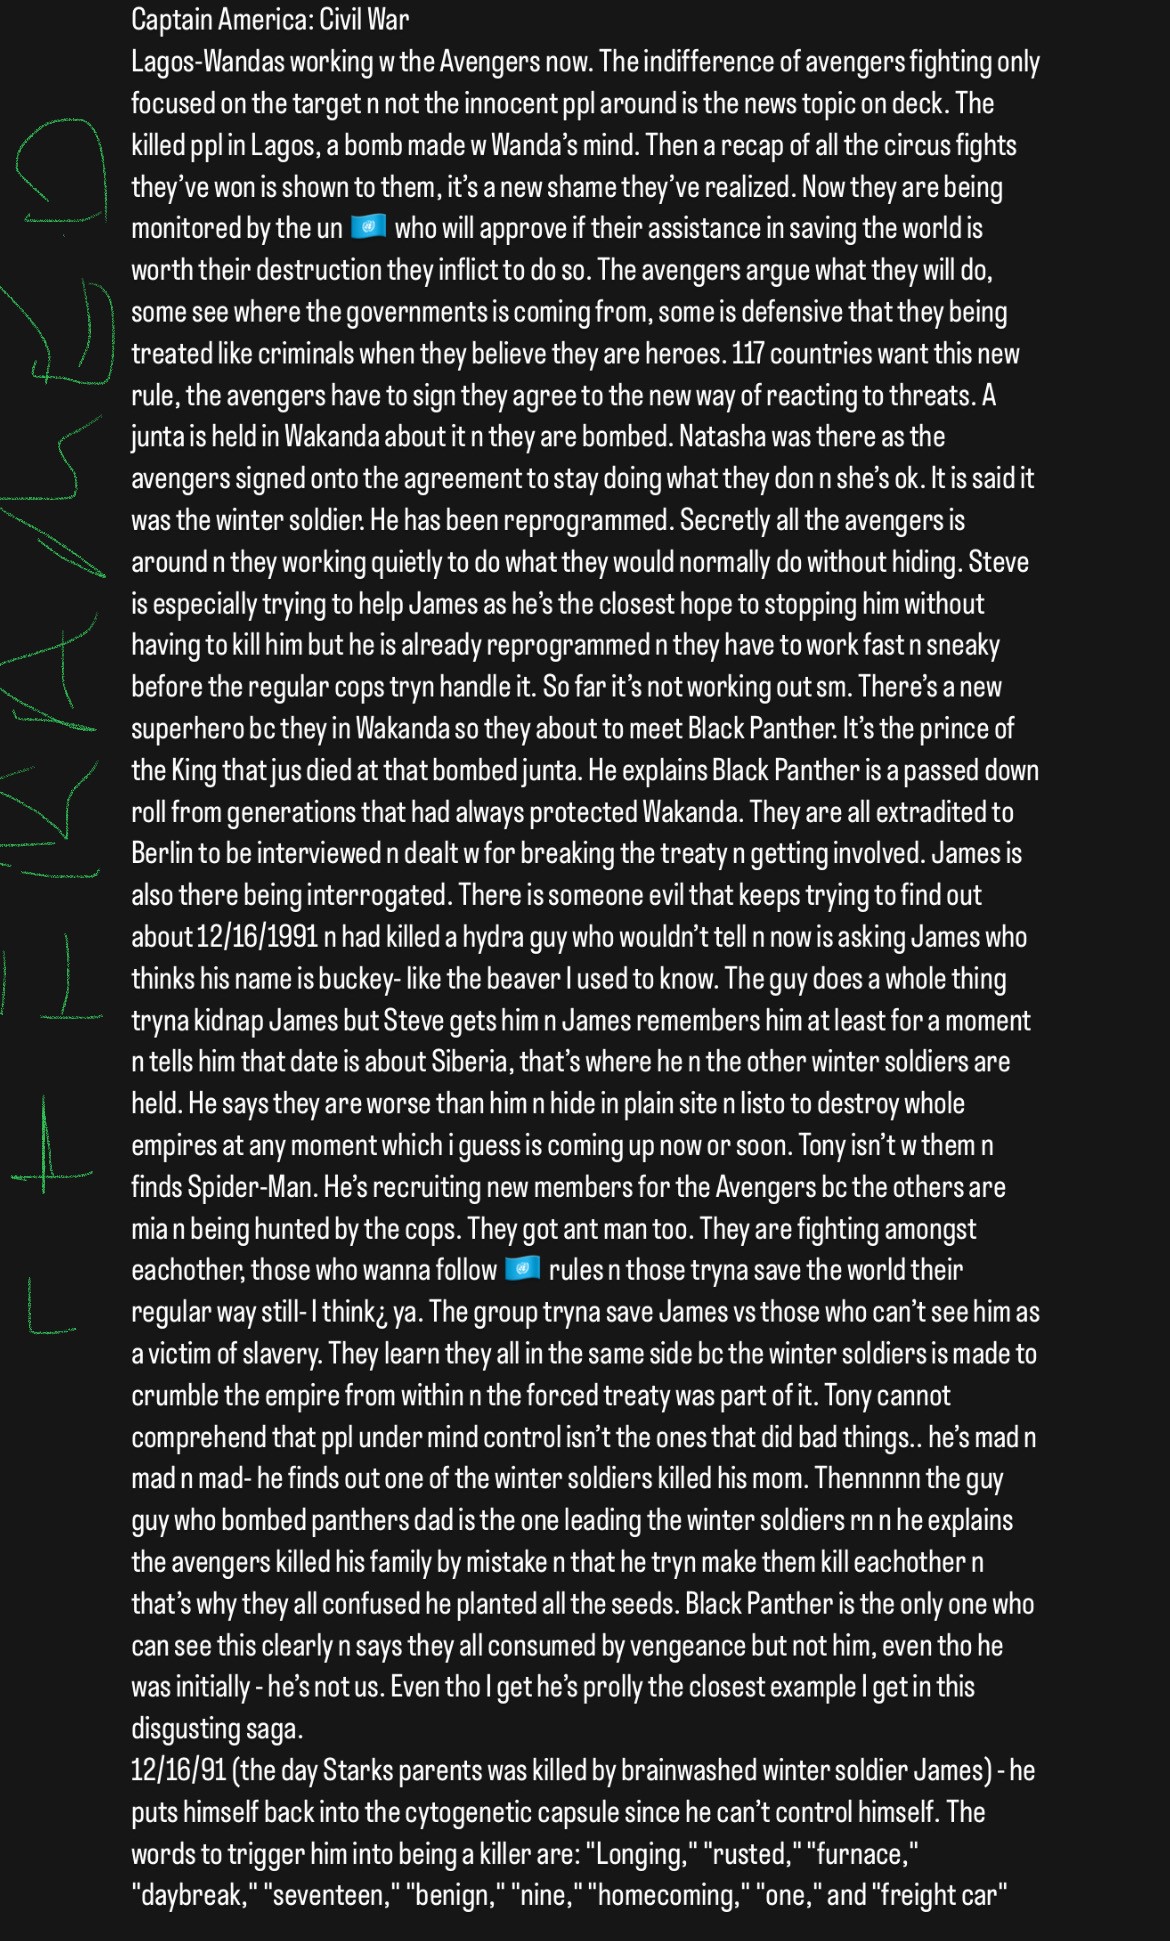 Captain America: Civil War
Lagos-Wandas working w the Avengers now. The indifference of avengers fighting only
focused on the target n not the innocent ppl around is the news topic on deck. The
killed ppl in Lagos, a bomb made w Wanda's mind. Then a recap of all the circus fights
they've won is shown to them, it's a new shame they've realized. Now they are being
monitored by the un 🇺🇳 who will approve if their assistance in saving the world is
worth their destruction they inflict to do so. The avengers argue what they will do,
some see where the governments is coming from, some is defensive that they being
treated like criminals when they believe they are heroes. 117 countries want this new
rule, the avengers have to sign they agree to the new way of reacting to threats. A
junta is held in Wakanda about it n they are bombed. Natasha was there as the
avengers signed onto the agreement to stay doing what they don n she's ok. It is said it
was the winter soldier. He has been reprogrammed. Secretly all the avengers is
around n they working quietly to do what they would normally do without hiding. Steve
is especially trying to help James as he's the closest hope to stopping him without
having to kill him but he is already reprogrammed n they have to work fast n sneaky
before the regular cops tryn handle it. So far it's not working out sm. There's a new
superhero bc they in Wakanda so they about to meet Black Panther. It's the prince of
the King that jus died at that bombed junta. He explains Black Panther is a passed down
roll from generations that had always protected Wakanda. They are all extradited to
Berlin to be interviewed n dealt w for breaking the treaty n getting involved. James is
also there being interrogated. There is someone evil that keeps trying to find out
about 12/16/1991 n had killed a hydra guy who wouldn't tell n now is asking James who
thinks his name is buckey- like the beaver I used to know. The guy does a whole thing
tryna kidnap James but Steve gets him n James remembers him at least for a moment
n tells him that date is about Siberia, that's where he n the other winter soldiers are
held. He says they are worse than him n hide in plain site n listo to destroy whole
empires at any moment which i guess is coming up now or soon. Tony isn't w them n
finds Spider-Man. He's recruiting new members for the Avengers bc the others are
mia n being hunted by the cops. They got ant man too. They are fighting amongst
eachother, those who wanna follow 🇺🇳 rules n those tryna save the world their
regular way still- I think¿ ya. The group tryna save James vs those who can't see him as
a victim of slavery. They learn they all in the same side bc the winter soldiers is made to
crumble the empire from within n the forced treaty was part of it. Tony cannot
comprehend that ppl under mind control isn't the ones that did bad things.. he's mad n
mad n mad- he finds out one of the winter soldiers killed his mom. Thennnnn the guy
guy who bombed panthers dad is the one leading the winter soldiers rn n he explains
the avengers killed his family by mistake n that he tryn make them kill eachother n
that's why they all confused he planted all the seeds. Black Panther is the only one who
can see this clearly n says they all consumed by vengeance but not him, even tho he
was initially - he's not us. Even tho I get he's prolly the closest example I get in this
disgusting saga.
12/16/91 (the day Starks parents was killed by brainwashed winter soldier James) - he
puts himself back into the cytogenetic capsule since he can't control himself. The
words to trigger him into being a killer are: "Longing," "rusted," "furnace,"
"daybreak," "seventeen," "benign," "nine," "homecoming," "one," and "freight car"